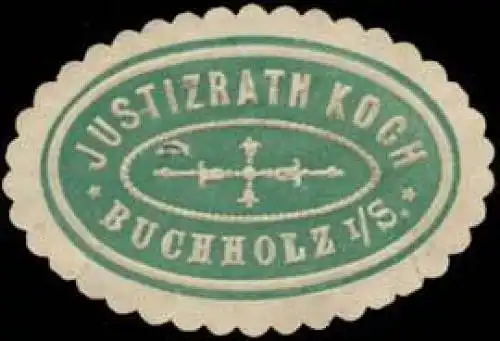 JUSTIZRATH KOCH
* BUCHHOLZ I/S. *